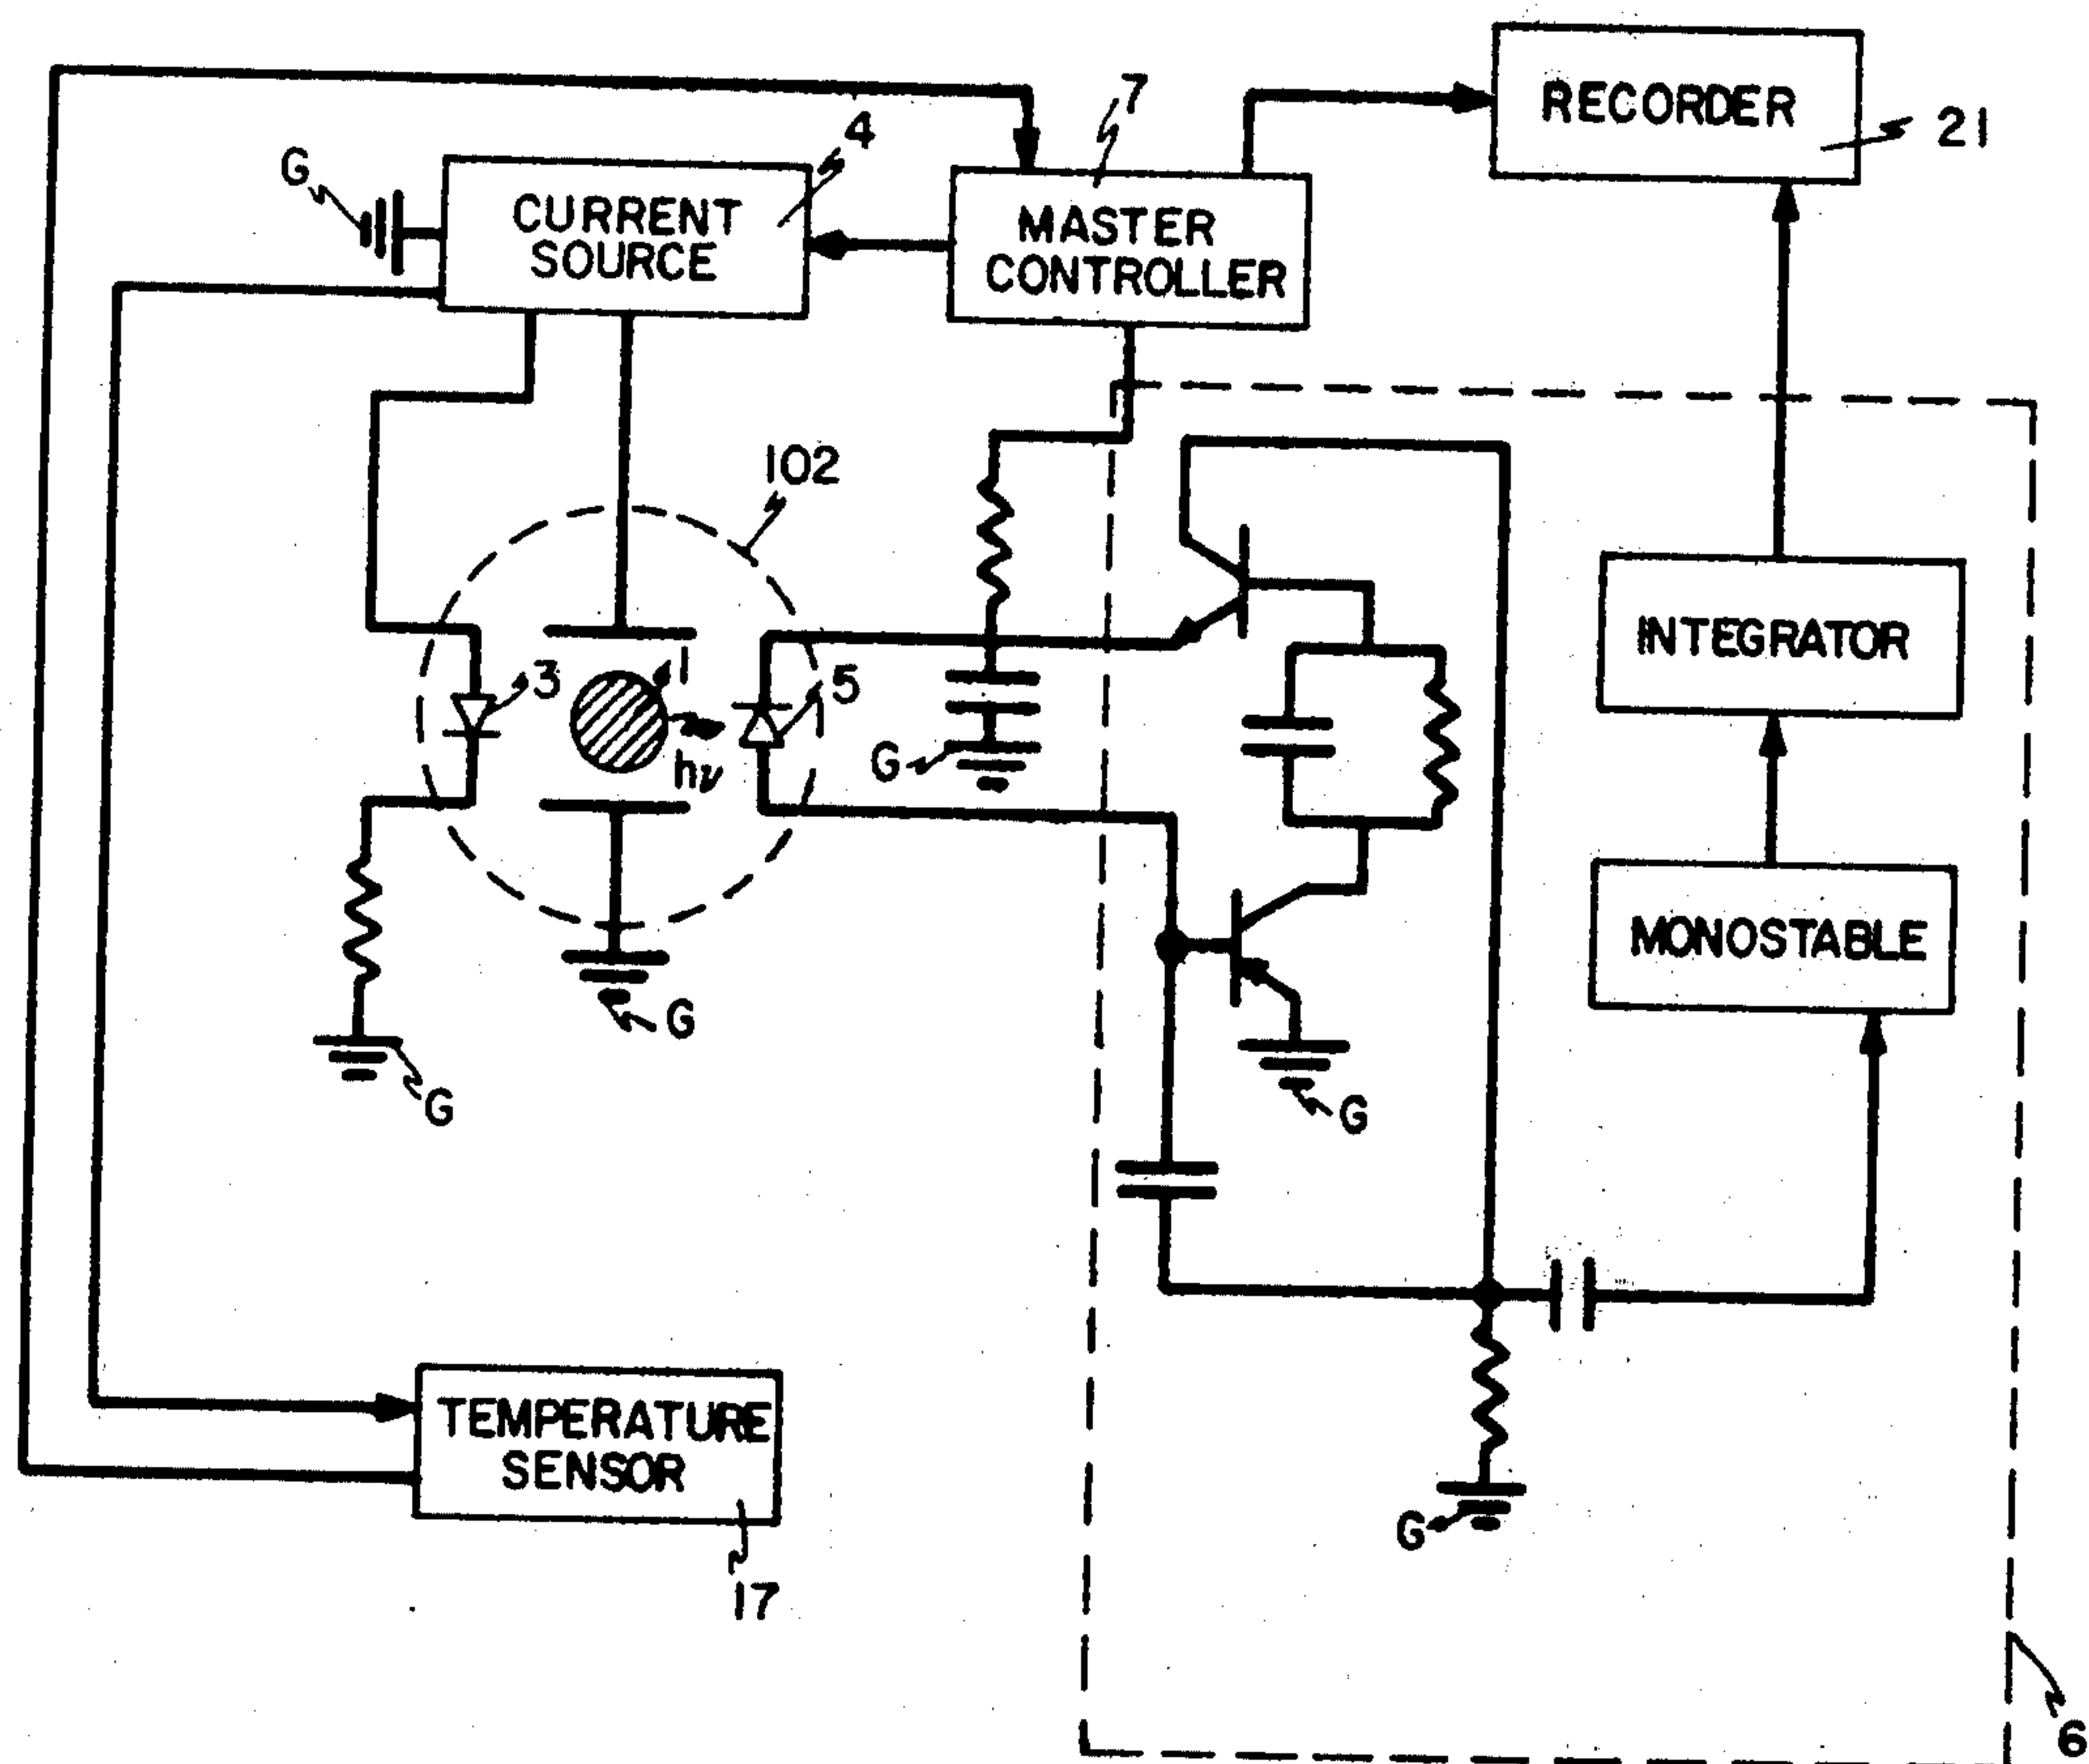 7
RECORDER
21
4
G
CURRENT
SOURCE
MASTER
CONTROLLER
102
3
1
5
hν
G
INTEGRATOR
MONOSTABLE
G
G
G
TEMPERATURE
SENSOR
17
G
6